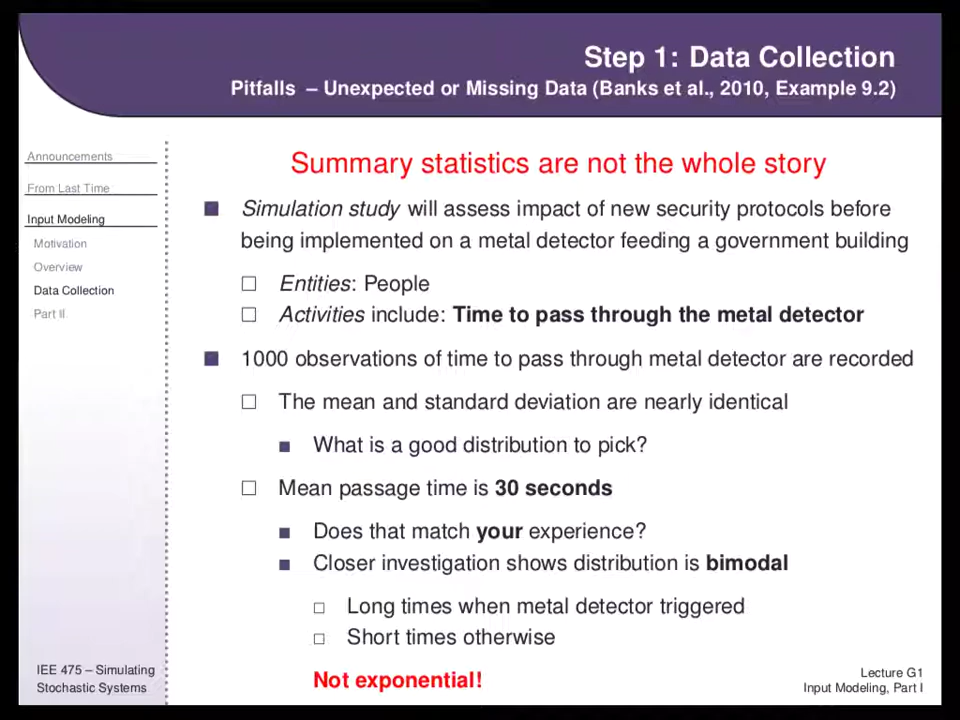 Step 1: Data Collection
Pitfalls – Unexpected or Missing Data (Banks et al., 2010, Example 9.2)
Announcements
From Last Time
Input Modeling
Motivation
Overview
Data Collection
Part II
Summary statistics are not the whole story
Simulation study will assess impact of new security protocols before
being implemented on a metal detector feeding a government building
Entities: People
Activities include: Time to pass through the metal detector
1000 observations of time to pass through metal detector are recorded
The mean and standard deviation are nearly identical
What is a good distribution to pick?
Mean passage time is 30 seconds
Does that match your experience?
Closer investigation shows distribution is bimodal
Long times when metal detector triggered
Short times otherwise
Not exponential!
IEE 475 – Simulating
Stochastic Systems
Lecture G1
Input Modeling, Part I